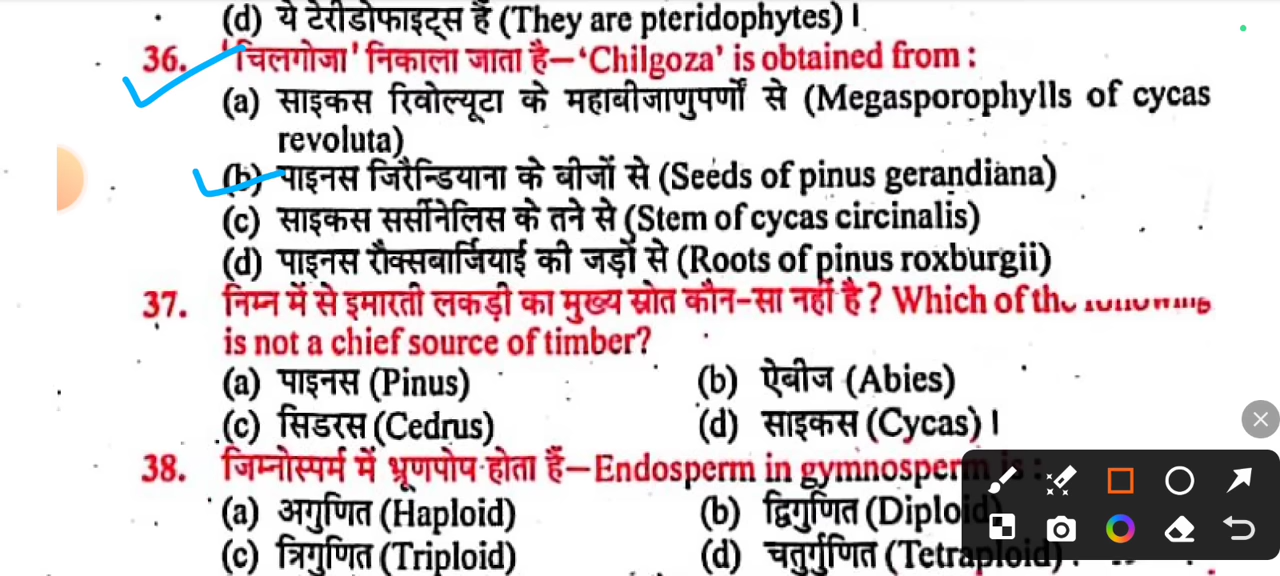 (d) ये टेरीडोफाइट्स हैं (They are pteridophytes) ।
36. 'चिलगोजा' निकाला जाता है–'Chilgoza' is obtained from :
(a) साइकस रिवोल्यूटा के महाबीजाणुपर्णों से (Megasporophylls of cycas
revoluta)
(b) पाइनस जिरैन्डियाना के बीजों से (Seeds of pinus gerandiana)
(c) साइकस सर्सीनेलिस के तने से (Stem of cycas circinalis)
(d) पाइनस रौक्सबार्जियाई की जड़ों से (Roots of pinus roxburgii)
37. निम्न में से इमारती लकड़ी का मुख्य स्रोत कौन-सा नहीं है ? Which of the following
is not a chief source of timber?
(a) पाइनस (Pinus) (b) ऐबीज (Abies)
(c) सिडरस (Cedrus) (d) साइकस (Cycas) ।
38. जिम्नोस्पर्म में भ्रूणपोष होता हैं–Endosperm in gymnosperm is :
(a) अगुणित (Haploid) (b) द्विगुणित (Diploid)
(c) त्रिगुणित (Triploid) (d) चतुर्गुणित (Tetraploid)